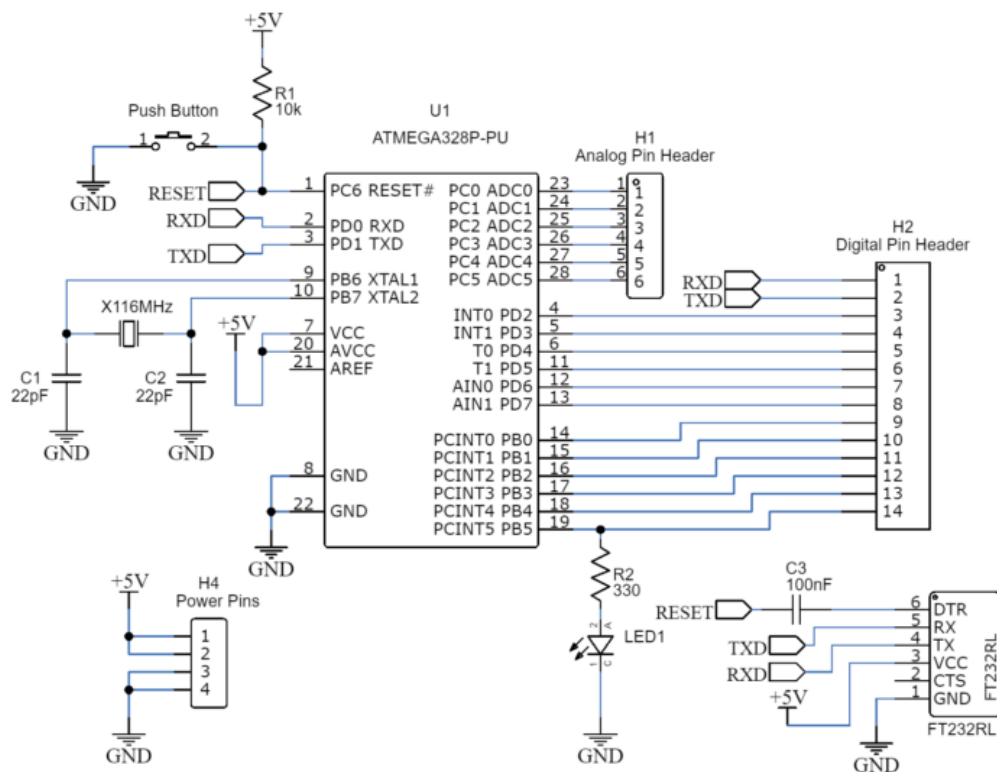 +5V
R1
10k
Push Button
1 2
GND
RESET
RXD
TXD
U1
ATMEGA328P-PU
1 PC6 RESET#
2 PD0 RXD
3 PD1 TXD
9 PB6 XTAL1
10 PB7 XTAL2
7 VCC
20 AVCC
21 AREF
8 GND
22 GND
PC0 ADC0 23
PC1 ADC1 24
PC2 ADC2 25
PC3 ADC3 26
PC4 ADC4 27
PC5 ADC5 28
INT0 PD2 4
INT1 PD3 5
T0 PD4 6
T1 PD5 11
AIN0 PD6 12
AIN1 PD7 13
PCINT0 PB0 14
PCINT1 PB1 15
PCINT2 PB2 16
PCINT3 PB3 17
PCINT4 PB4 18
PCINT5 PB5 19
X116MHz
+5V
C1
22pF
C2
22pF
GND
GND
GND
H1
Analog Pin Header
1 1
2 2
3 3
4 4
5 5
6 6
H2
Digital Pin Header
RXD
TXD
1
2
3
4
5
6
7
8
9
10
11
12
13
14
R2
330
2 A
LED1
1 C
GND
+5V
H4
Power Pins
1
2
3
4
GND
C3
100nF
RESET
TXD
RXD
+5V
GND
6 DTR
5 RX
4 TX
3 VCC
2 CTS
1 GND
FT232RL
FT232RL